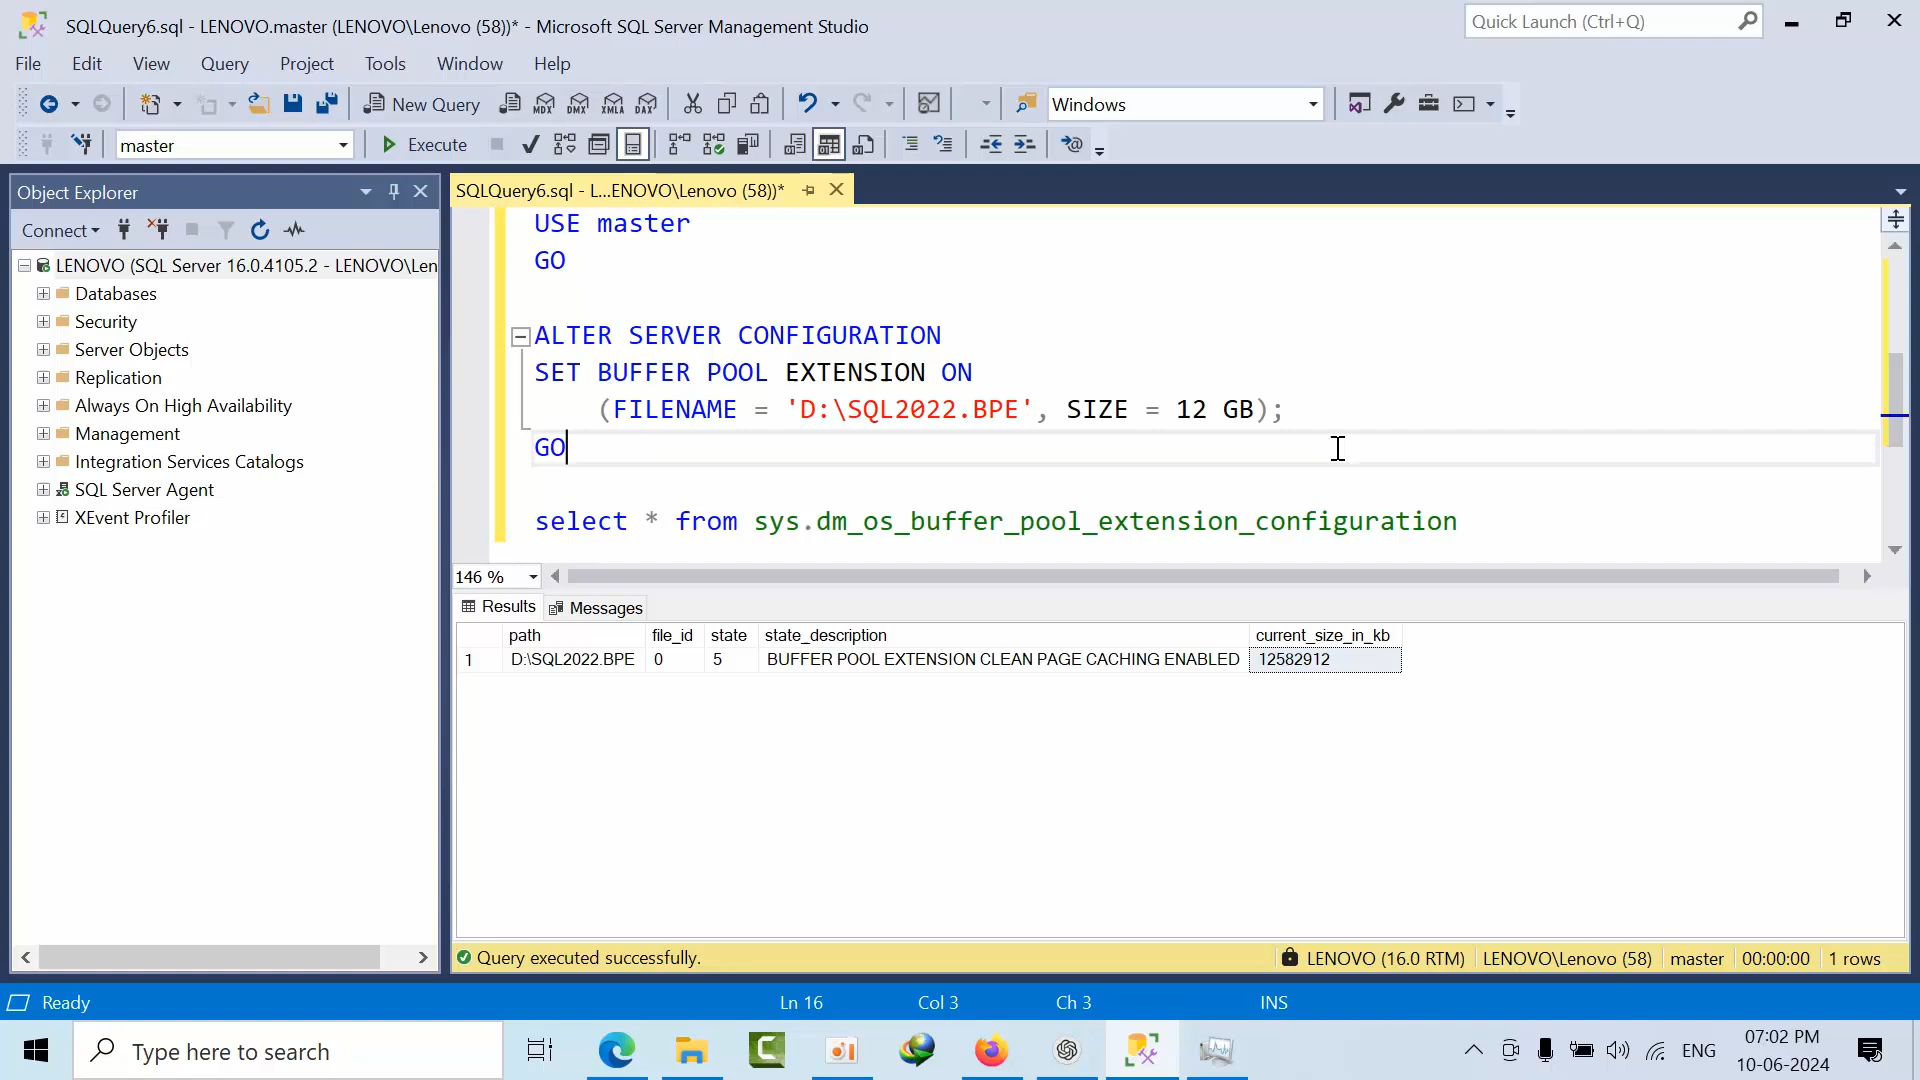 SQLQuery6.sql - LENOVO.master (LENOVO\Lenovo (58))* - Microsoft SQL Server Management Studio
Quick Launch (Ctrl+Q)
File Edit View Query Project Tools Window Help
New Query
MDX DMX XMLA DAX
Windows
master
Execute
Object Explorer
SQLQuery6.sql - L...ENOVO\Lenovo (58))*
Connect
LENOVO (SQL Server 16.0.4105.2 - LENOVO\Len
Databases
Security
Server Objects
Replication
Always On High Availability
Management
Integration Services Catalogs
SQL Server Agent
XEvent Profiler
USE master
GO
ALTER SERVER CONFIGURATION
SET BUFFER POOL EXTENSION ON
(FILENAME = 'D:\SQL2022.BPE', SIZE = 12 GB);
GO
select * from sys.dm_os_buffer_pool_extension_configuration
146 %
Results Messages
path file_id state state_description current_size_in_kb
1 D:\SQL2022.BPE 0 5 BUFFER POOL EXTENSION CLEAN PAGE CACHING ENABLED 12582912
Query executed successfully. LENOVO (16.0 RTM) LENOVO\Lenovo (58) master 00:00:00 1 rows
Ready Ln 16 Col 3 Ch 3 INS
Type here to search
ENG
07:02 PM
10-06-2024